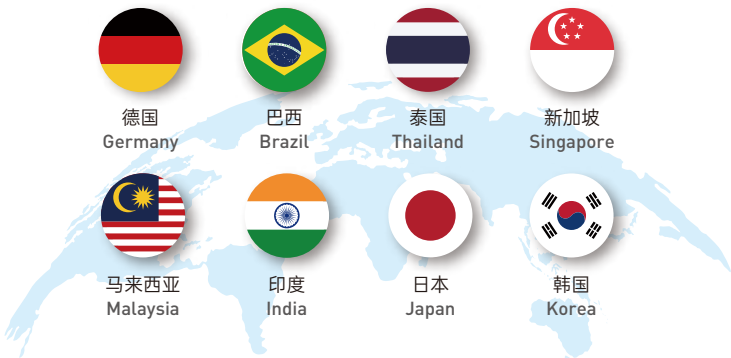 德国
Germany
巴西
Brazil
泰国
Thailand
新加坡
Singapore
马来西亚
Malaysia
印度
India
日本
Japan
韩国
Korea